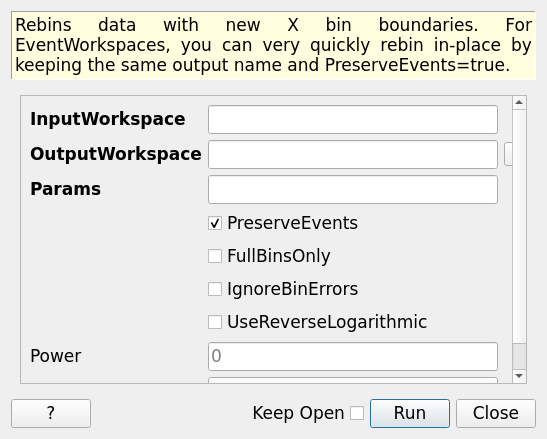 Rebins data with new X bin boundaries. For
EventWorkspaces, you can very quickly rebin in-place by
keeping the same output name and PreserveEvents=true.
InputWorkspace
OutputWorkspace
Params
PreserveEvents
FullBinsOnly
IgnoreBinErrors
UseReverseLogarithmic
Power 0
? Keep Open Run Close